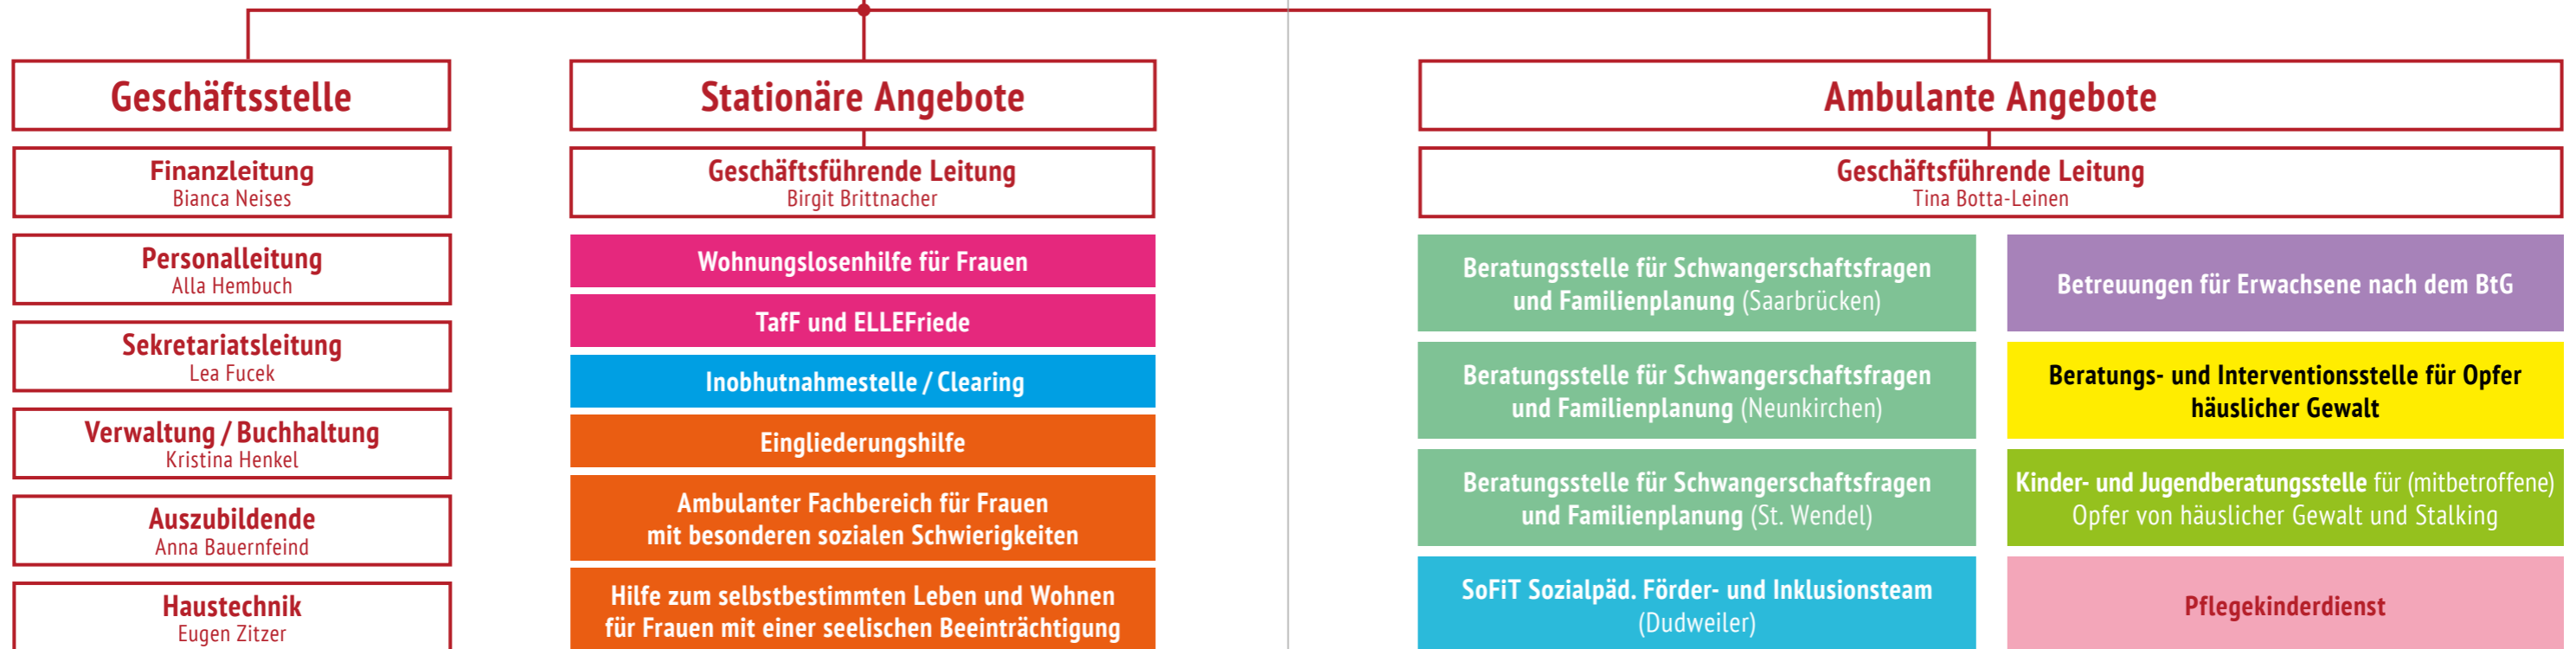 Geschäftsstelle
Finanzleitung
Bianca Neises
Personalleitung
Alla Hembuch
Sekretariatsleitung
Lea Fucek
Verwaltung / Buchhaltung
Kristina Henkel
Auszubildende
Anna Bauernfeind
Haustechnik
Eugen Zitzer
Stationäre Angebote
Geschäftsführende Leitung
Birgit Brittnacher
Wohnungslosenhilfe für Frauen
TafF und ELLEFriede
Inobhutnahmestelle / Clearing
Eingliederungshilfe
Ambulanter Fachbereich für Frauen
mit besonderen sozialen Schwierigkeiten
Hilfe zum selbstbestimmten Leben und Wohnen
für Frauen mit einer seelischen Beeinträchtigung
Ambulante Angebote
Geschäftsführende Leitung
Tina Botta-Leinen
Beratungsstelle für Schwangerschaftsfragen
und Familienplanung (Saarbrücken)
Beratungsstelle für Schwangerschaftsfragen
und Familienplanung (Neunkirchen)
Beratungsstelle für Schwangerschaftsfragen
und Familienplanung (St. Wendel)
SoFiT Sozialpäd. Förder- und Inklusionsteam
(Dudweiler)
Betreuungen für Erwachsene nach dem BtG
Beratungs- und Interventionsstelle für Opfer
häuslicher Gewalt
Kinder- und Jugendberatungsstelle für (mitbetroffene)
Opfer von häuslicher Gewalt und Stalking
Pflegekinderdienst